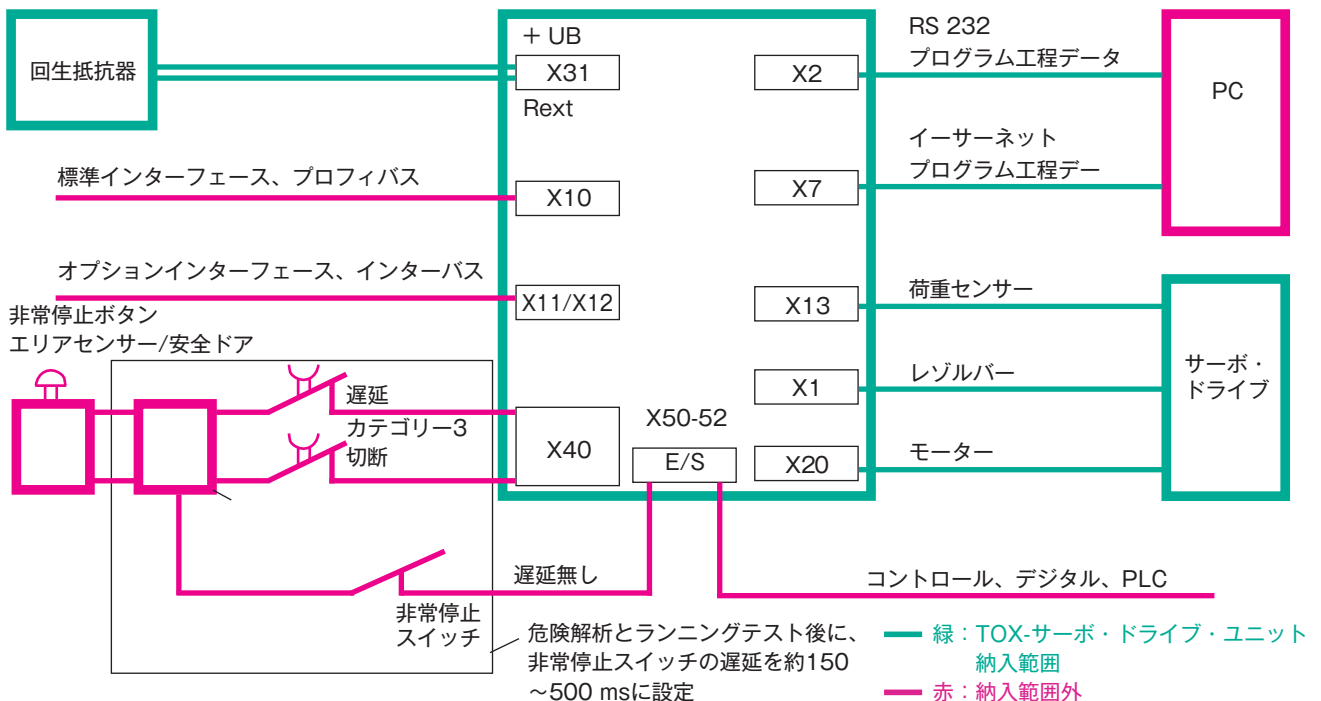 回生抵抗器
+ UB
X31
Rext
X2
RS 232
プログラム工程データ
PC
イーサーネット
プログラム工程デー
X7
標準インターフェース、プロフィバス
X10
オプションインターフェース、インターバス
X11/X12
X13
荷重センサー
サーボ・
ドライブ
X1
レゾルバー
X20
モーター
非常停止ボタン
エリアセンサー/安全ドア
遅延
カテゴリー3
切断
X40
X50-52
E/S
遅延無し
コントロール、デジタル、PLC
非常停止
スイッチ
危険解析とランニングテスト後に、
非常停止スイッチの遅延を約150
～500 msに設定
緑：TOX-サーボ・ドライブ・ユニット
納入範囲
赤：納入範囲外